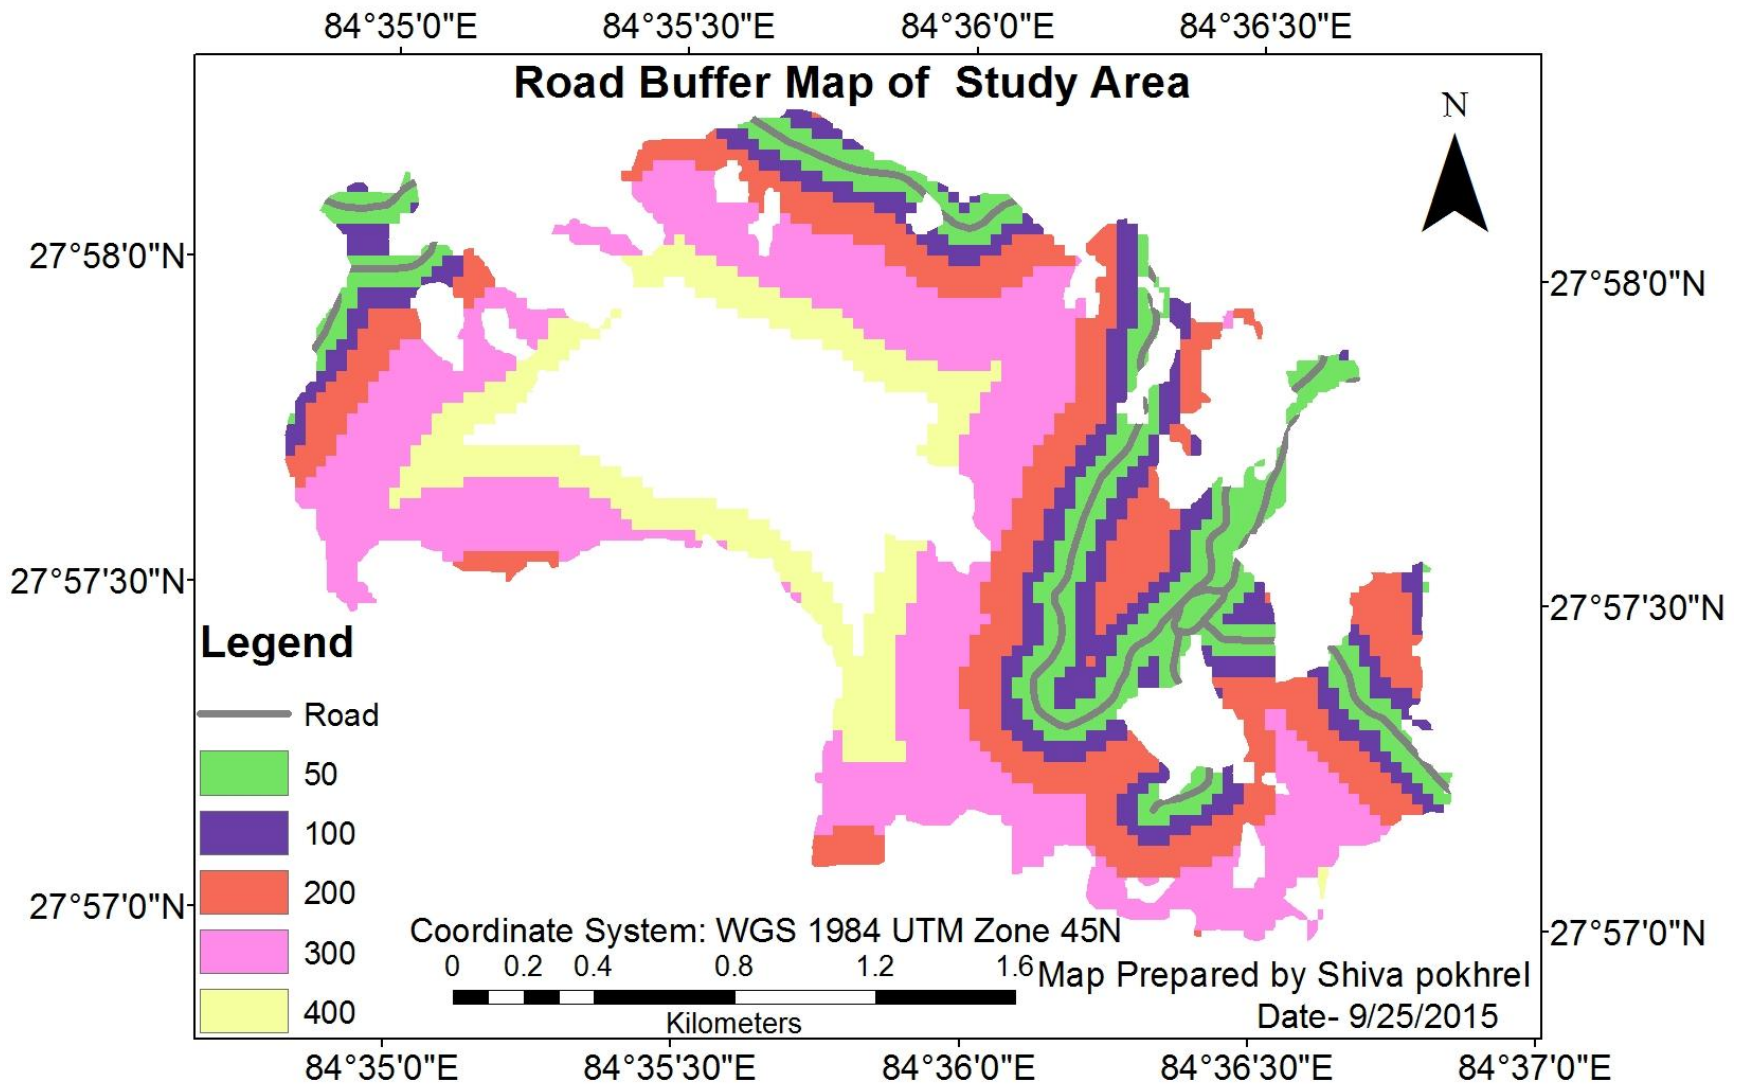 84°35'0"E 84°35'30"E 84°36'0"E 84°36'30"E
Road Buffer Map of  Study Area
N
27°58'0"N
27°58'0"N
27°57'30"N
27°57'30"N
Legend
Road
50
100
200
300
400
27°57'0"N
27°57'0"N
Coordinate System: WGS 1984 UTM Zone 45N
0 0.2 0.4 0.8 1.2 1.6
Kilometers
Map Prepared by Shiva pokhrel
Date- 9/25/2015
84°35'0"E 84°35'30"E 84°36'0"E 84°36'30"E 84°37'0"E